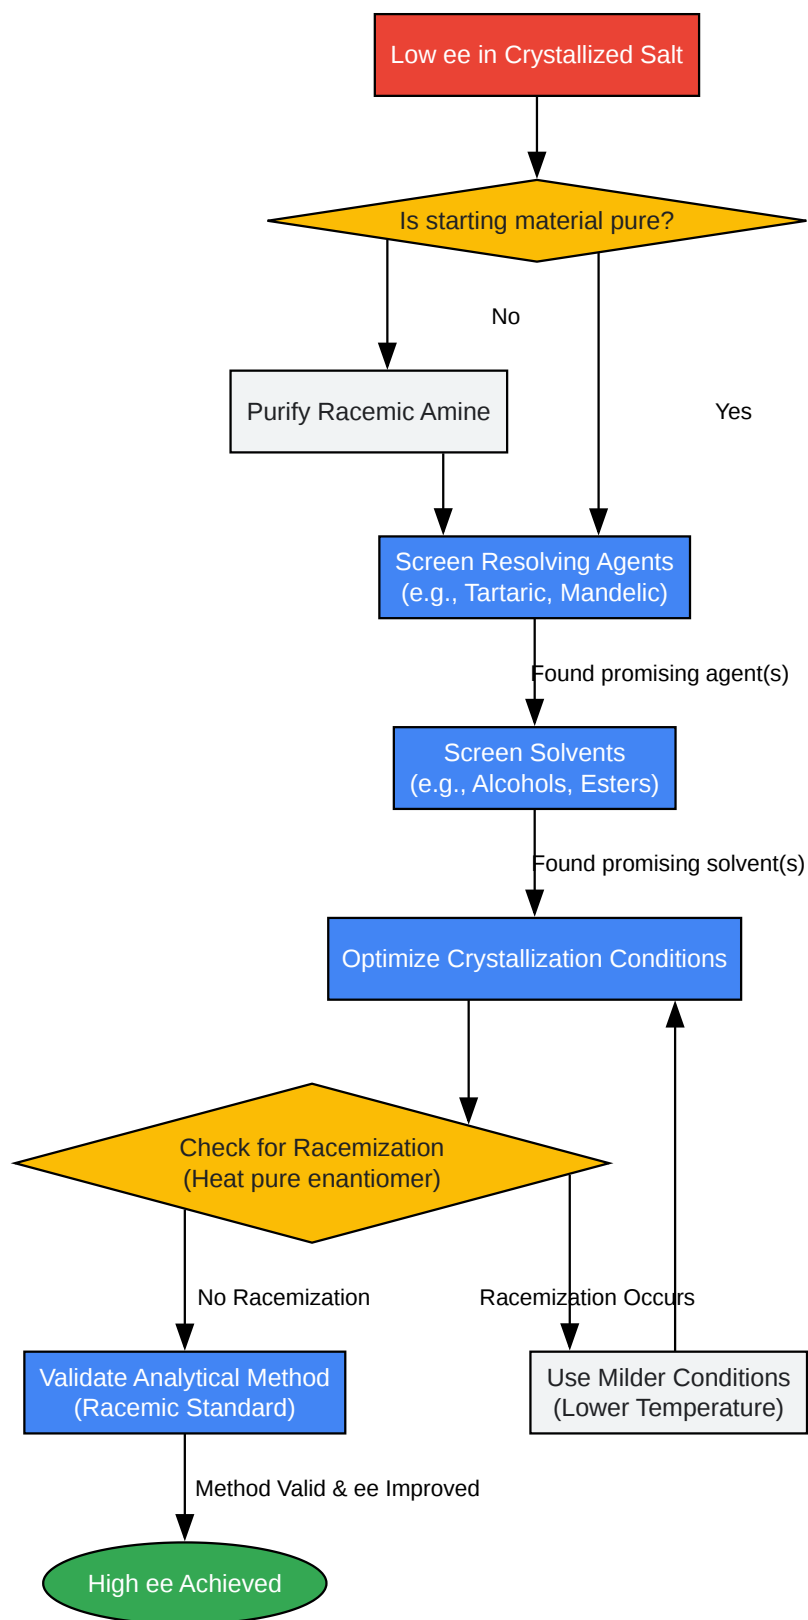 Low ee in Crystallized Salt
Is starting material pure?
No
Purify Racemic Amine
Yes
Screen Resolving Agents
(e.g., Tartaric, Mandelic)
Found promising agent(s)
Screen Solvents
(e.g., Alcohols, Esters)
Found promising solvent(s)
Optimize Crystallization Conditions
Check for Racemization
(Heat pure enantiomer)
No Racemization
Racemization Occurs
Validate Analytical Method
(Racemic Standard)
Use Milder Conditions
(Lower Temperature)
Method Valid & ee Improved
High ee Achieved